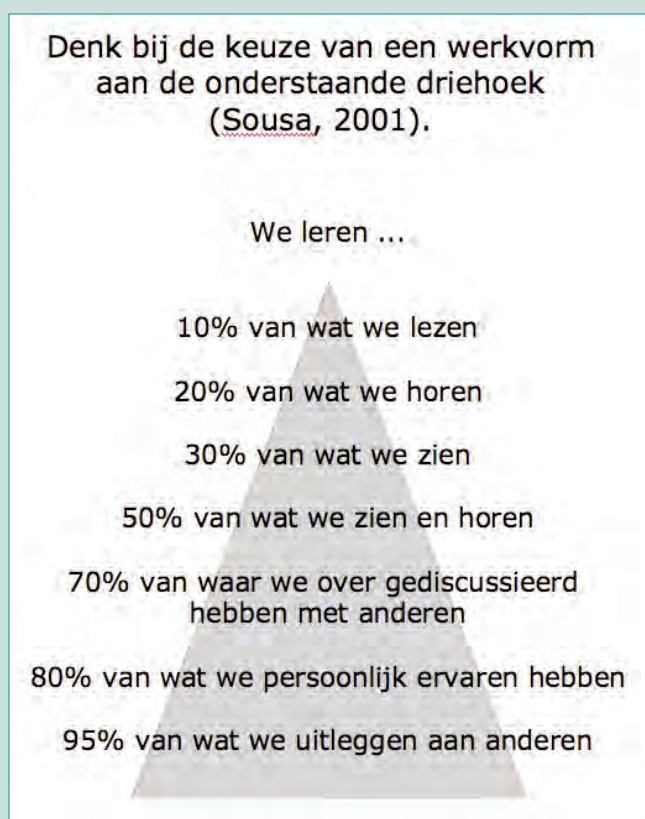 Denk bij de keuze van een werkvorm
aan de onderstaande driehoek
(Sousa, 2001).
We leren ...
10% van wat we lezen
20% van wat we horen
30% van wat we zien
50% van wat we zien en horen
70% van waar we over gediscussieerd
hebben met anderen
80% van wat we persoonlijk ervaren hebben
95% van wat we uitleggen aan anderen